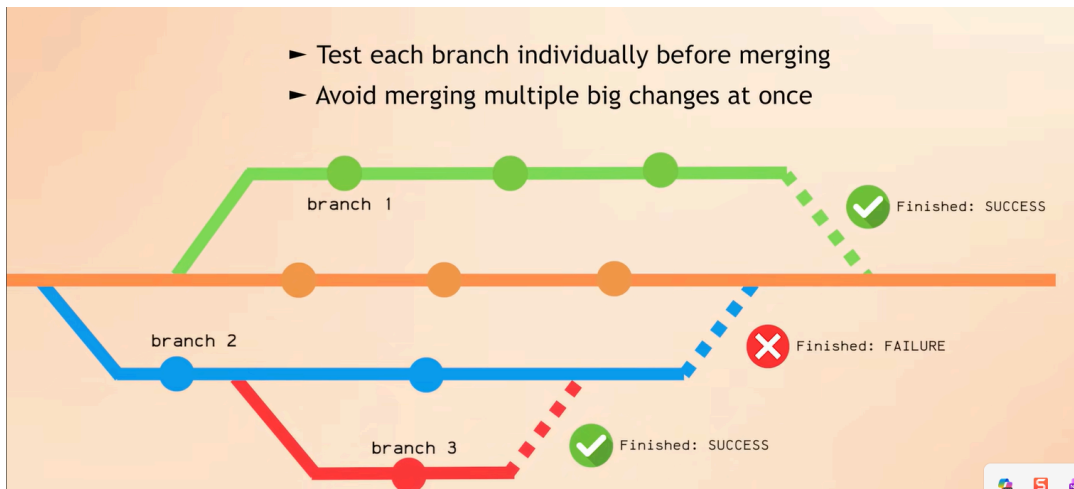 ► Test each branch individually before merging
► Avoid merging multiple big changes at once
branch 1
Finished: SUCCESS
branch 2
Finished: FAILURE
branch 3
Finished: SUCCESS
S